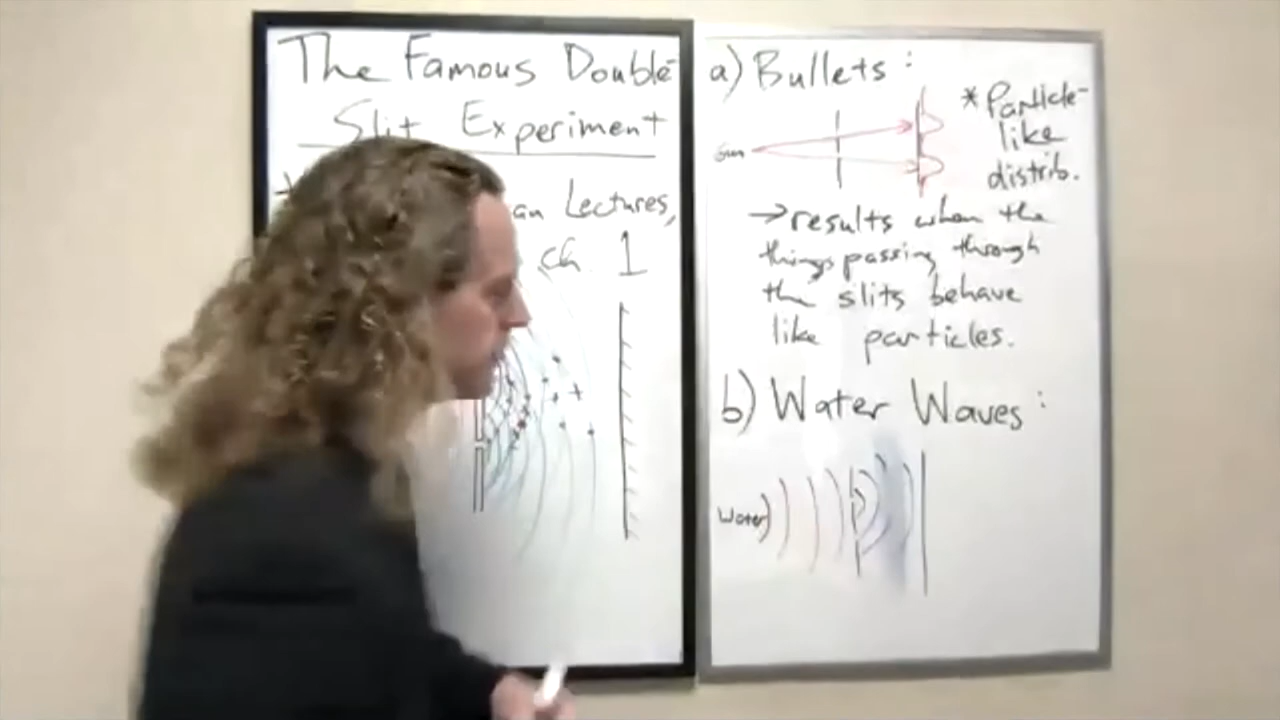 The Famous Double
Slit Experiment
an Lectures,
ch. 1
a) Bullets:
Gun
* Particle-
like
distrib.
→ results when the
things passing through
the slits behave
like particles.
b) Water Waves:
Water